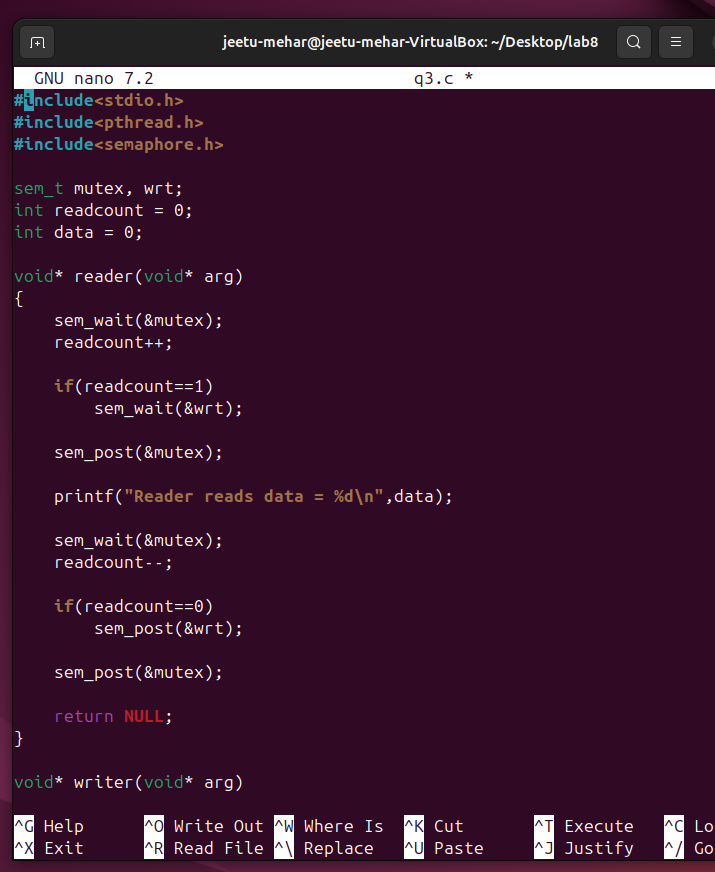 jeetu-mehar@jeetu-mehar-VirtualBox: ~/Desktop/lab8
GNU nano 7.2 q3.c *
#include<stdio.h>
#include<pthread.h>
#include<semaphore.h>

sem_t mutex, wrt;
int readcount = 0;
int data = 0;

void* reader(void* arg)
{
    sem_wait(&mutex);
    readcount++;

    if(readcount==1)
        sem_wait(&wrt);

    sem_post(&mutex);

    printf("Reader reads data = %d\n",data);

    sem_wait(&mutex);
    readcount--;

    if(readcount==0)
        sem_post(&wrt);

    sem_post(&mutex);

    return NULL;
}

void* writer(void* arg)

^G Help ^O Write Out ^W Where Is ^K Cut ^T Execute ^C Lo
^X Exit ^R Read File ^\ Replace ^U Paste ^J Justify ^/ Go